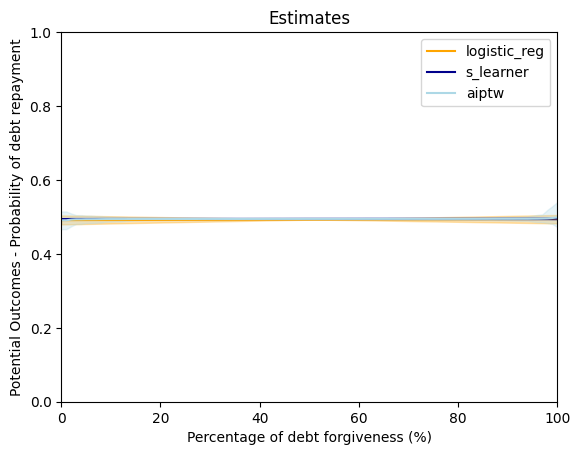 Estimates
Potential Outcomes - Probability of debt repayment
1.0
0.8
0.6
0.4
0.2
0.0
logistic_reg
s_learner
aiptw
0 20 40 60 80 100
Percentage of debt forgiveness (%)